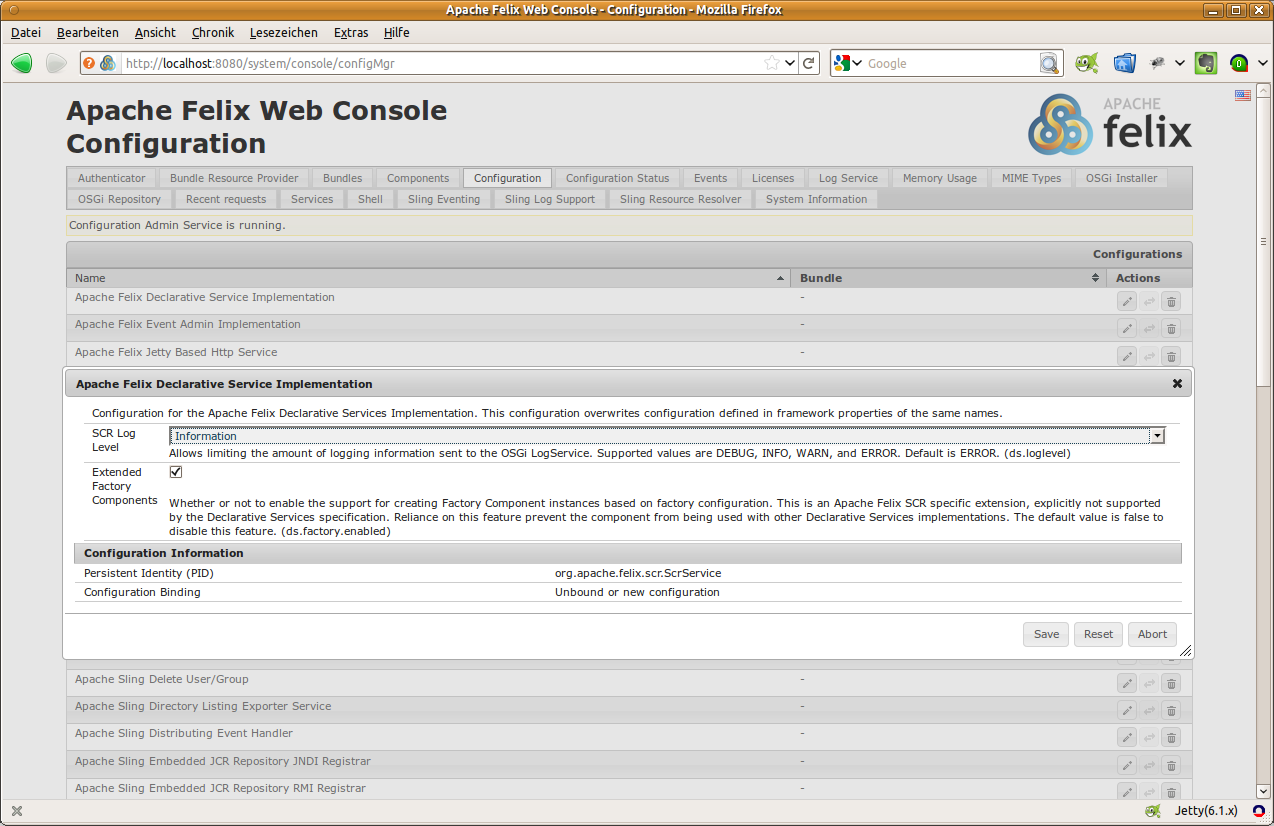 Apache Felix Web Console - Configuration - Mozilla Firefox
Datei Bearbeiten Ansicht Chronik Lesezeichen Extras Hilfe
http://localhost:8080/system/console/configMgr Google
Apache Felix Web Console
Configuration
APACHE
felix
Authenticator Bundle Resource Provider Bundles Components Configuration Configuration Status Events Licenses Log Service Memory Usage MIME Types OSGi Installer
OSGi Repository Recent requests Services Shell Sling Eventing Sling Log Support Sling Resource Resolver System Information
Configuration Admin Service is running.
Configurations
Name Bundle Actions
Apache Felix Declarative Service Implementation -
Apache Felix Event Admin Implementation -
Apache Felix Jetty Based Http Service -
Apache Felix Declarative Service Implementation
Configuration for the Apache Felix Declarative Services Implementation. This configuration overwrites configuration defined in framework properties of the same names.
SCR Log
Level
Information
Allows limiting the amount of logging information sent to the OSGi LogService. Supported values are DEBUG, INFO, WARN, and ERROR. Default is ERROR. (ds.loglevel)
Extended
Factory
Components
Whether or not to enable the support for creating Factory Component instances based on factory configuration. This is an Apache Felix SCR specific extension, explicitly not supported
by the Declarative Services specification. Reliance on this feature prevent the component from being used with other Declarative Services implementations. The default value is false to
disable this feature. (ds.factory.enabled)
Configuration Information
Persistent Identity (PID) org.apache.felix.scr.ScrService
Configuration Binding Unbound or new configuration
Save Reset Abort
Apache Sling Delete User/Group -
Apache Sling Directory Listing Exporter Service -
Apache Sling Distributing Event Handler -
Apache Sling Embedded JCR Repository JNDI Registrar -
Apache Sling Embedded JCR Repository RMI Registrar -
Jetty(6.1.x)